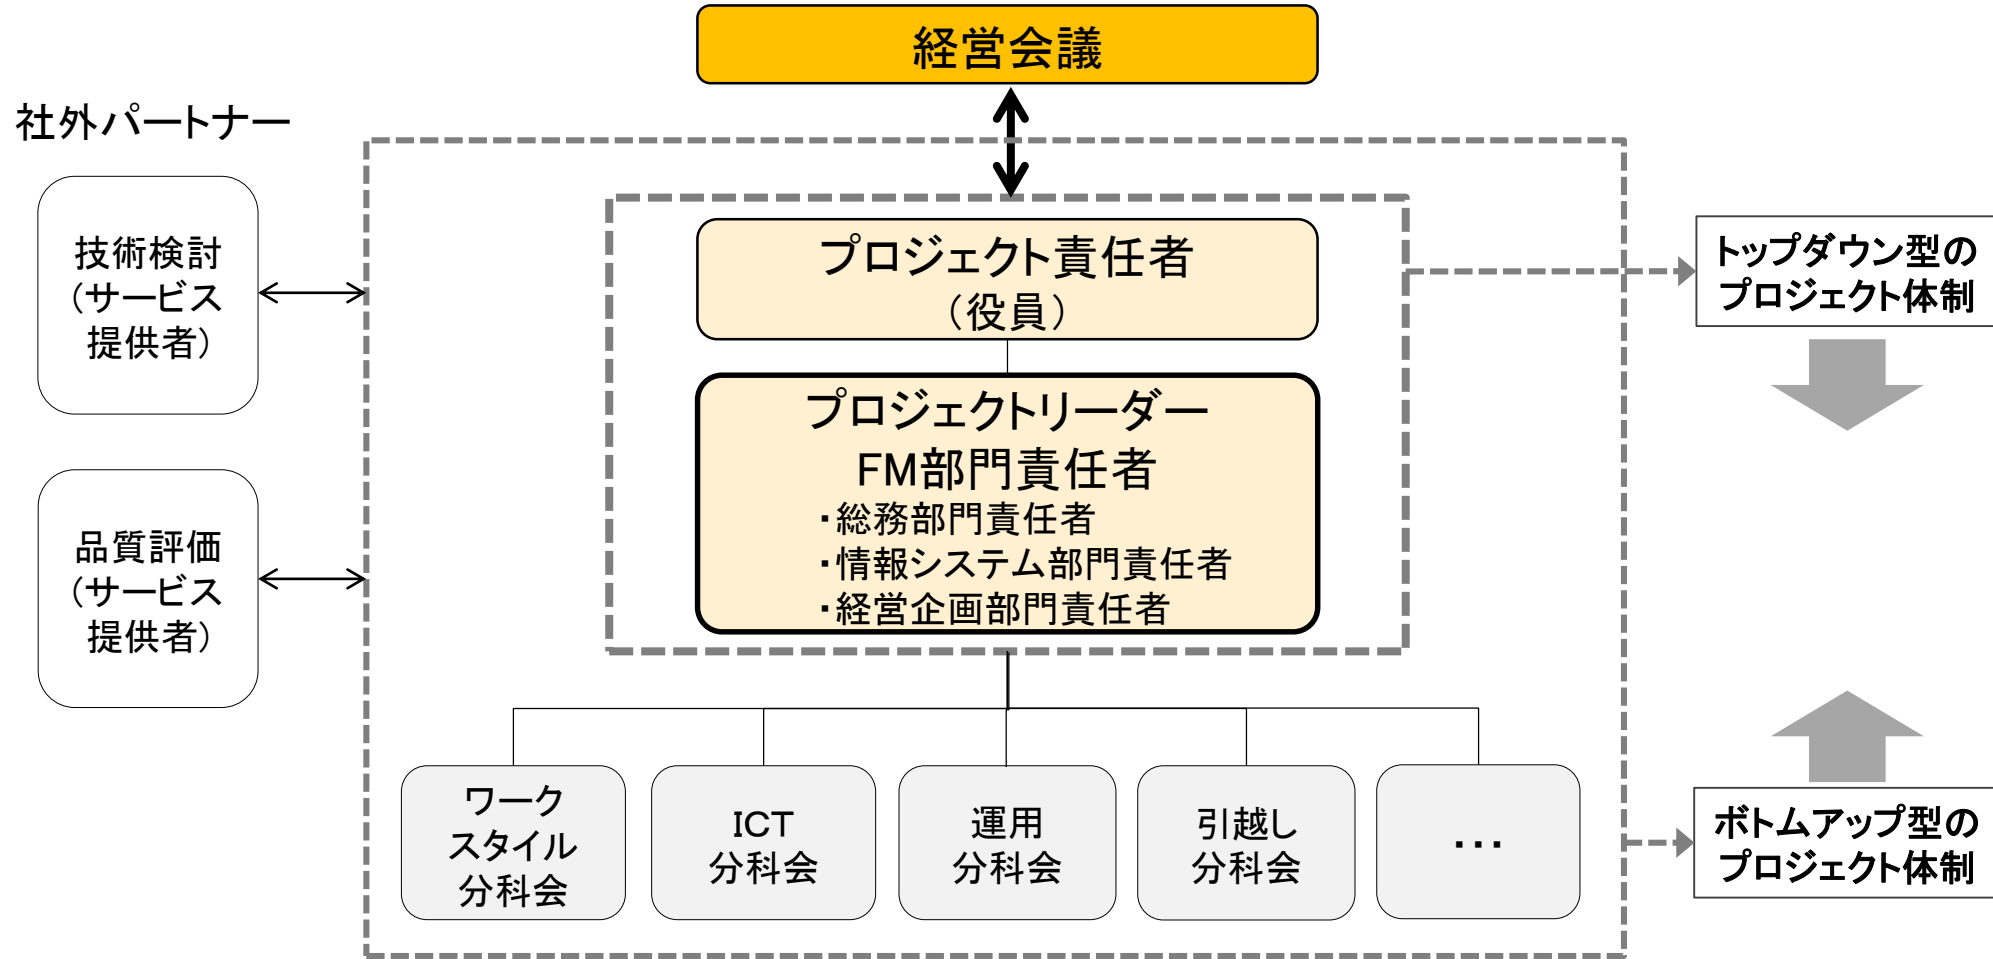 経営会議
社外パートナー
技術検討
(サービス
提供者)
品質評価
(サービス
提供者)
プロジェクト責任者
(役員)
プロジェクトリーダー
FM部門責任者
・総務部門責任者
・情報システム部門責任者
・経営企画部門責任者
ワーク
スタイル
分科会
ICT
分科会
運用
分科会
引越し
分科会
・・・
トップダウン型の
プロジェクト体制
ボトムアップ型の
プロジェクト体制